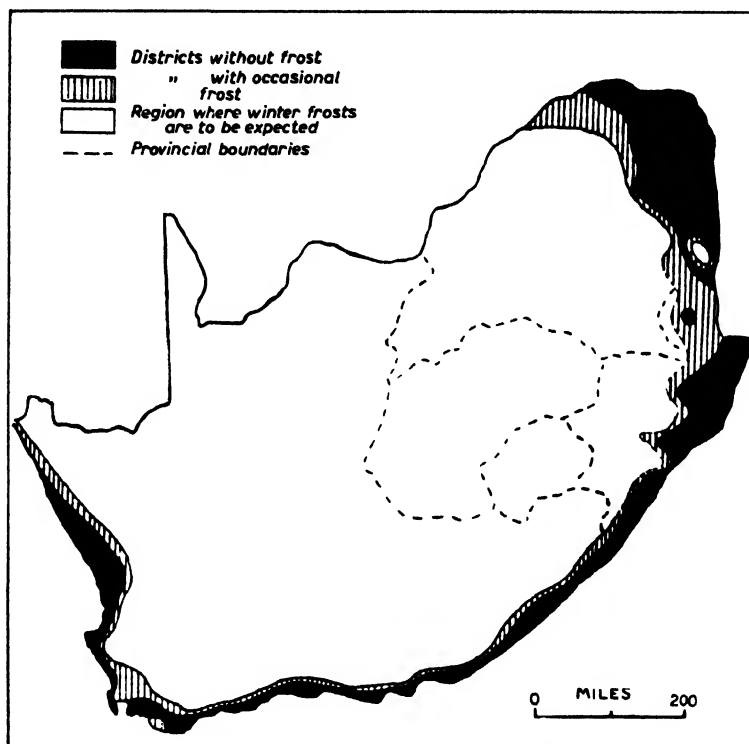 Districts without frost
" with occasional
frost
Region where winter frosts
are to be expected
Provincial boundaries
0 MILES 200